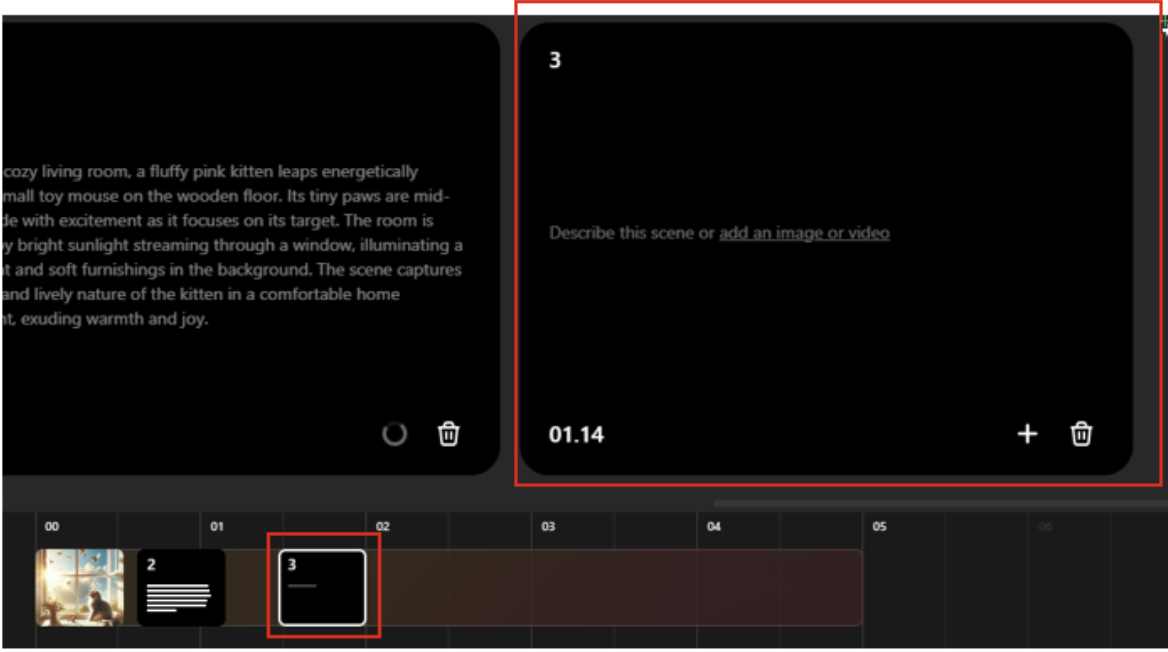 cozy living room, a fluffy pink kitten leaps energetically
mall toy mouse on the wooden floor. Its tiny paws are mid-
de with excitement as it focuses on its target. The room is
y bright sunlight streaming through a window, illuminating a
t and soft furnishings in the background. The scene captures
and lively nature of the kitten in a comfortable home
nt, exuding warmth and joy.
3
Describe this scene or add an image or video
01.14
00 01 02 03 04 05 06
2 3